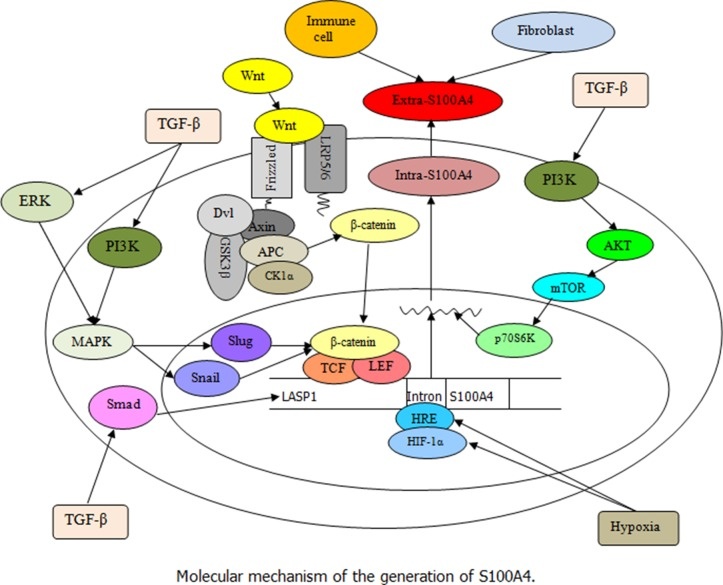 Immune
cell
Fibroblast
Wnt
Extra-S100A4
TGF-β
TGF-β
Wnt
LRP5/6
Frizzled
Intra-S100A4
PI3K
ERK
Dvl
Axin
β-catenin
PI3K
GSK3β
APC
AKT
CK1α
mTOR
MAPK
Slug
β-catenin
p70S6K
Snail
TCF
LEF
Smad
LASP1
Intron
S100A4
HRE
HIF-1α
TGF-β
Hypoxia
Molecular mechanism of the generation of S100A4.